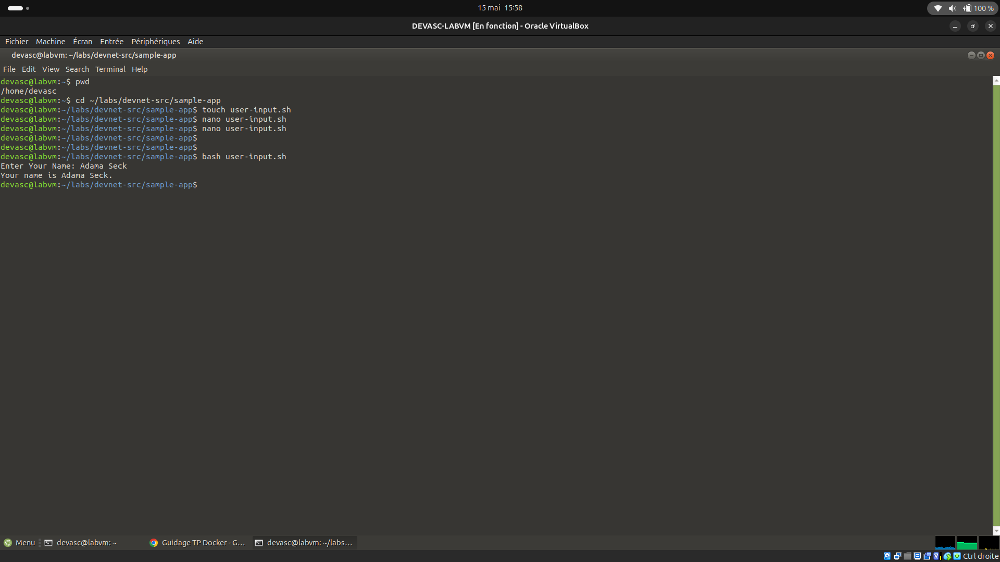 15 mai 15:58
100 %
DEVASC-LABVM [En fonction] - Oracle VirtualBox
Fichier Machine Écran Entrée Périphériques Aide
devasc@labvm: ~/labs/devnet-src/sample-app
File Edit View Search Terminal Help
devasc@labvm:~$ pwd
/home/devasc
devasc@labvm:~$ cd ~/labs/devnet-src/sample-app
devasc@labvm:~/labs/devnet-src/sample-app$ touch user-input.sh
devasc@labvm:~/labs/devnet-src/sample-app$ nano user-input.sh
devasc@labvm:~/labs/devnet-src/sample-app$ nano user-input.sh
devasc@labvm:~/labs/devnet-src/sample-app$
devasc@labvm:~/labs/devnet-src/sample-app$
devasc@labvm:~/labs/devnet-src/sample-app$ bash user-input.sh
Enter Your Name: Adama Seck
Your name is Adama Seck.
devasc@labvm:~/labs/devnet-src/sample-app$
Menu devasc@labvm: ~ Guidage TP Docker - G... devasc@labvm: ~/labs...
Ctrl droite